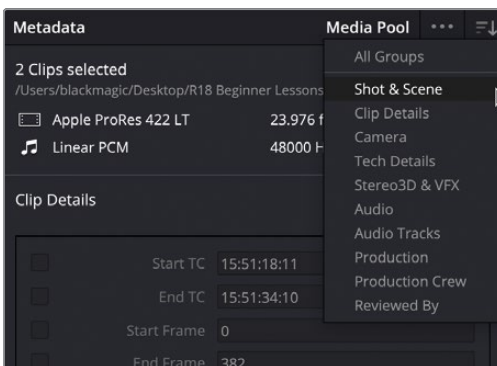 Metadata
Media Pool
2 Clips selected
/Users/blackmagic/Desktop/R18 Beginner Lessons
Apple ProRes 422 LT
23.976 f
Linear PCM
48000 H
Clip Details
Start TC 15:51:18:11
End TC 15:51:34:10
Start Frame 0
End Frame 382
All Groups
Shot & Scene
Clip Details
Camera
Tech Details
Stereo3D & VFX
Audio
Audio Tracks
Production
Production Crew
Reviewed By